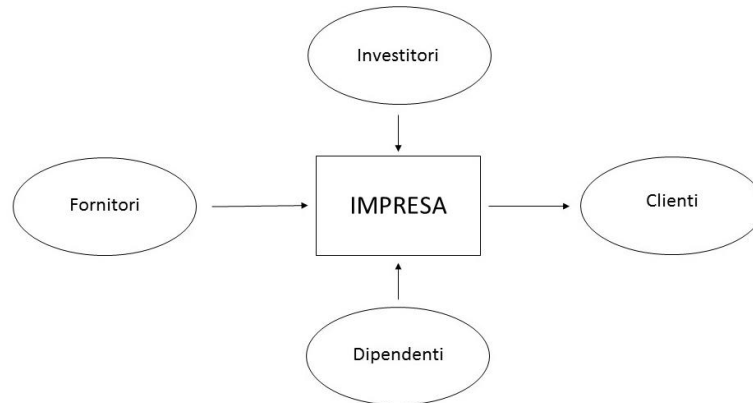 Investitori
Fornitori
IMPRESA
Clienti
Dipendenti